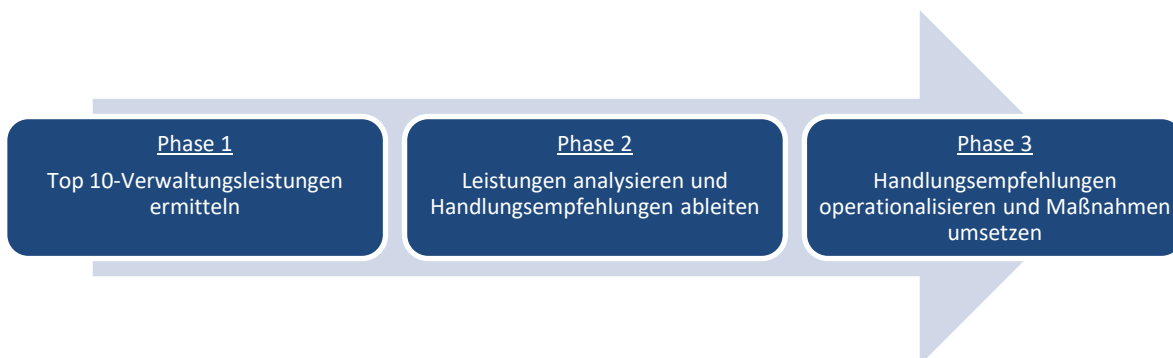 Phase 1
Top 10-Verwaltungsleistungen
ermitteln
Phase 2
Leistungen analysieren und
Handlungsempfehlungen ableiten
Phase 3
Handlungsempfehlungen
operationalisieren und Maßnahmen
umsetzen